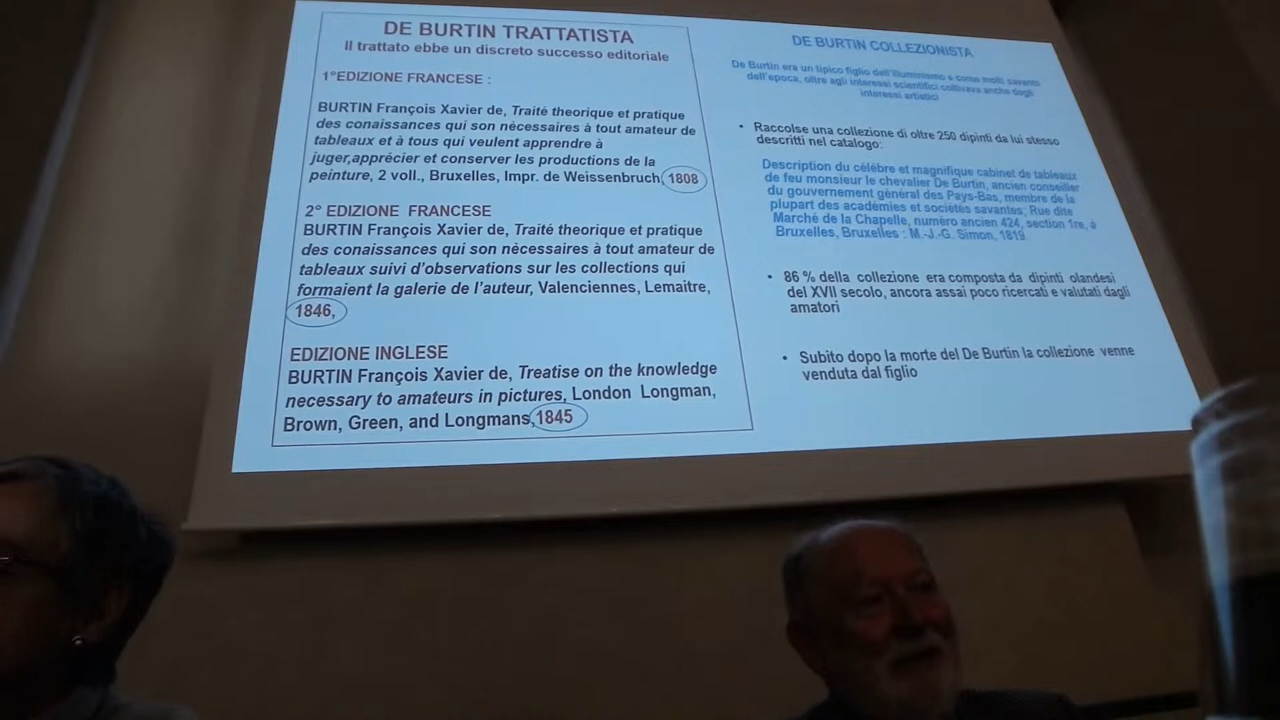 DE BURTIN TRATTATISTA
Il trattato ebbe un discreto successo editoriale
1°EDIZIONE FRANCESE :
BURTIN François Xavier de, Traité theorique et pratique
des conaissances qui son nècessaires à tout amateur de
tableaux et à tous qui veulent apprendre à
juger,apprécier et conserver les productions de la
peinture, 2 voll., Bruxelles, Impr. de Weissenbruch, 1808
2° EDIZIONE FRANCESE
BURTIN François Xavier de, Traité theorique et pratique
des conaissances qui son nècessaires à tout amateur de
tableaux suivi d'observations sur les collections qui
formaient la galerie de l'auteur, Valenciennes, Lemaitre,
1846,
EDIZIONE INGLESE
BURTIN François Xavier de, Treatise on the knowledge
necessary to amateurs in pictures, London Longman,
Brown, Green, and Longmans, 1845
DE BURTIN COLLEZIONISTA
De Burtin era un tipico figlio dell'illuminismo e come molti savants
dell'epoca, oltre agli interessi scientifici coltivava anche degli
interessi artistici
• Raccolse una collezione di oltre 250 dipinti da lui stesso
descritti nel catalogo:
Description du célèbre et magnifique cabinet de tableaux
de feu monsieur le chevalier De Burtin, ancien conseiller
du gouvernement général des Pays-Bas, membre de la
plupart des académies et sociétés savantes, Rue dite
Marché de la Chapelle, numéro ancien 424, section 1re, à
Bruxelles, Bruxelles : M.-J.-G. Simon, 1819.
• 86 % della collezione era composta da dipinti olandesi
del XVII secolo, ancora assai poco ricercati e valutati dagli
amatori
• Subito dopo la morte del De Burtin la collezione venne
venduta dal figlio